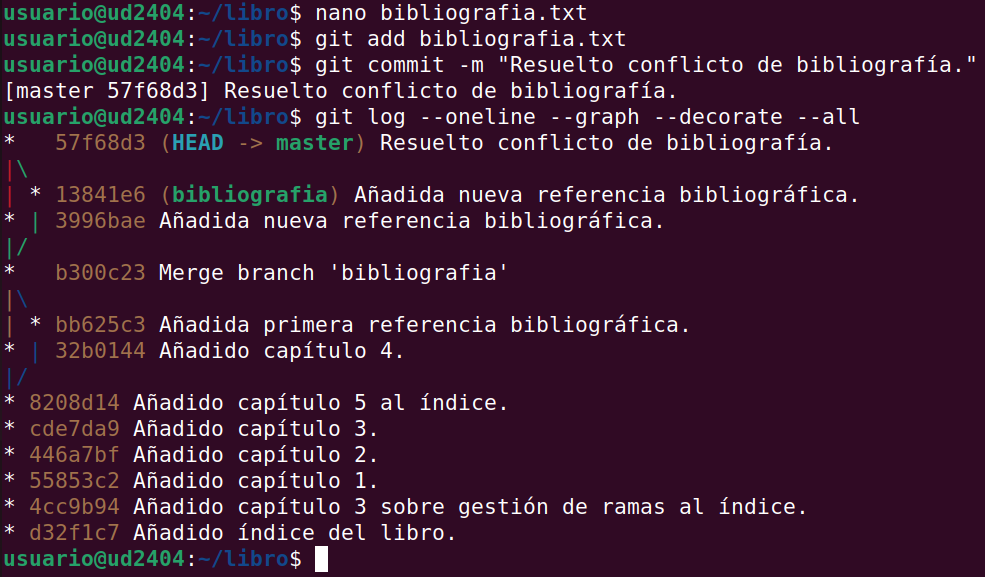 usuario@ud2404:~/libro$ nano bibliografia.txt
usuario@ud2404:~/libro$ git add bibliografia.txt
usuario@ud2404:~/libro$ git commit -m "Resuelto conflicto de bibliografía."
[master 57f68d3] Resuelto conflicto de bibliografía.
usuario@ud2404:~/libro$ git log --oneline --graph --decorate --all
*   57f68d3 (HEAD -> master) Resuelto conflicto de bibliografía.
|\
| * 13841e6 (bibliografia) Añadida nueva referencia bibliográfica.
* | 3996bae Añadida nueva referencia bibliográfica.
|/
*   b300c23 Merge branch 'bibliografia'
|\
| * bb625c3 Añadida primera referencia bibliográfica.
* | 32b0144 Añadido capítulo 4.
|/
* 8208d14 Añadido capítulo 5 al índice.
* cde7da9 Añadido capítulo 3.
* 446a7bf Añadido capítulo 2.
* 55853c2 Añadido capítulo 1.
* 4cc9b94 Añadido capítulo 3 sobre gestión de ramas al índice.
* d32f1c7 Añadido índice del libro.
usuario@ud2404:~/libro$